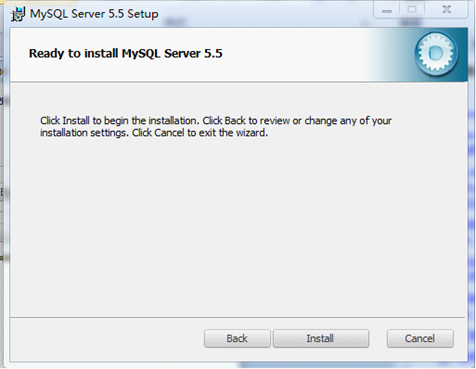 MySQL Server 5.5 Setup
Ready to install MySQL Server 5.5
Click Install to begin the installation. Click Back to review or change any of your
installation settings. Click Cancel to exit the wizard.
Back Install Cancel